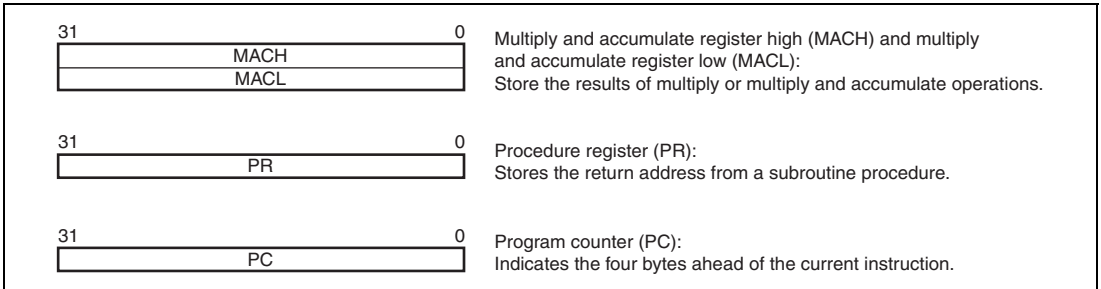 31 0
MACH
MACL
Multiply and accumulate register high (MACH) and multiply
and accumulate register low (MACL):
Store the results of multiply or multiply and accumulate operations.
31 0
PR
Procedure register (PR):
Stores the return address from a subroutine procedure.
31 0
PC
Program counter (PC):
Indicates the four bytes ahead of the current instruction.